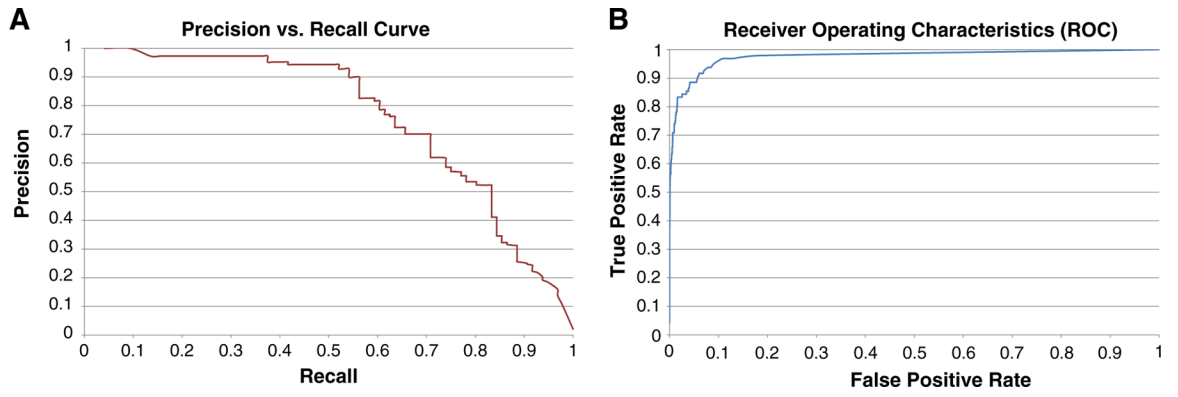 A
Precision vs. Recall Curve
1
0.9
0.8
0.7
0.6
0.5
0.4
0.3
0.2
0.1
0
Precision
0 0.1 0.2 0.3 0.4 0.5 0.6 0.7 0.8 0.9 1
Recall
B
Receiver Operating Characteristics (ROC)
1
0.9
0.8
0.7
0.6
0.5
0.4
0.3
0.2
0.1
0
True Positive Rate
0 0.1 0.2 0.3 0.4 0.5 0.6 0.7 0.8 0.9 1
False Positive Rate